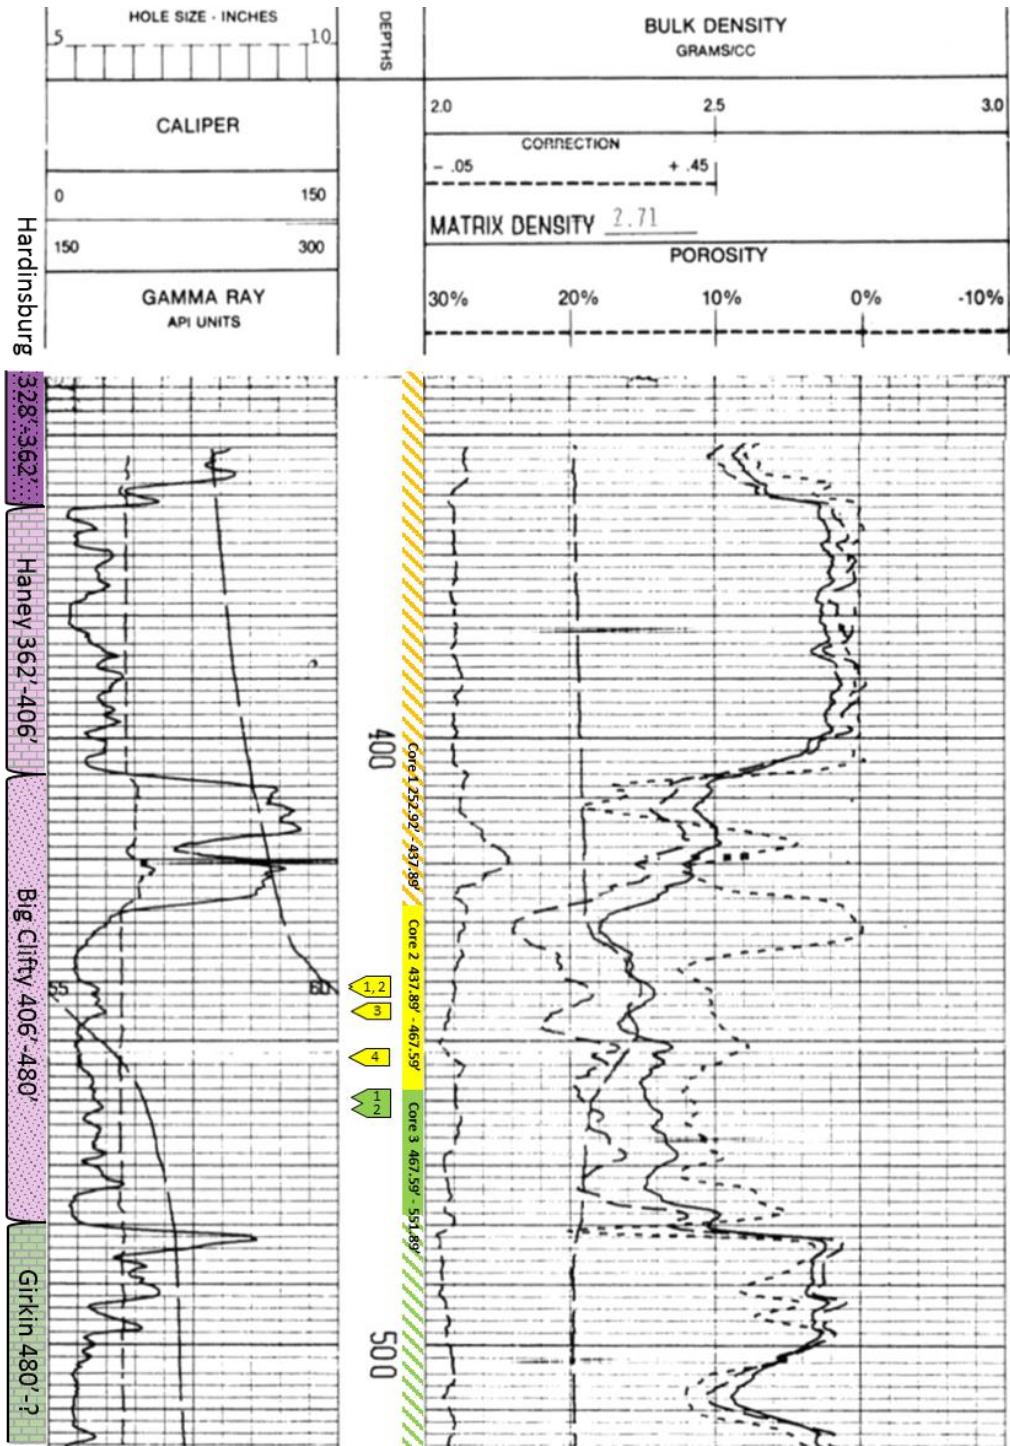 HOLE SIZE - INCHES
5 10
CALIPER
0 150
150 300
GAMMA RAY
API UNITS
DEPTHS
BULK DENSITY
GRAMS/CC
2.0 2.5 3.0
CORRECTION
- .05 + .45
MATRIX DENSITY 2.71
POROSITY
30% 20% 10% 0% -10%
Hardinsburg
328'-362'
Haney 362'-406'
Big Clifty 406'-480'
Girkin 480'-?
400
500
Core 1 252.92' - 437.89'
Core 2 437.89' - 467.59'
Core 3 467.59' - 551.89'
1, 2
3
4
1
2